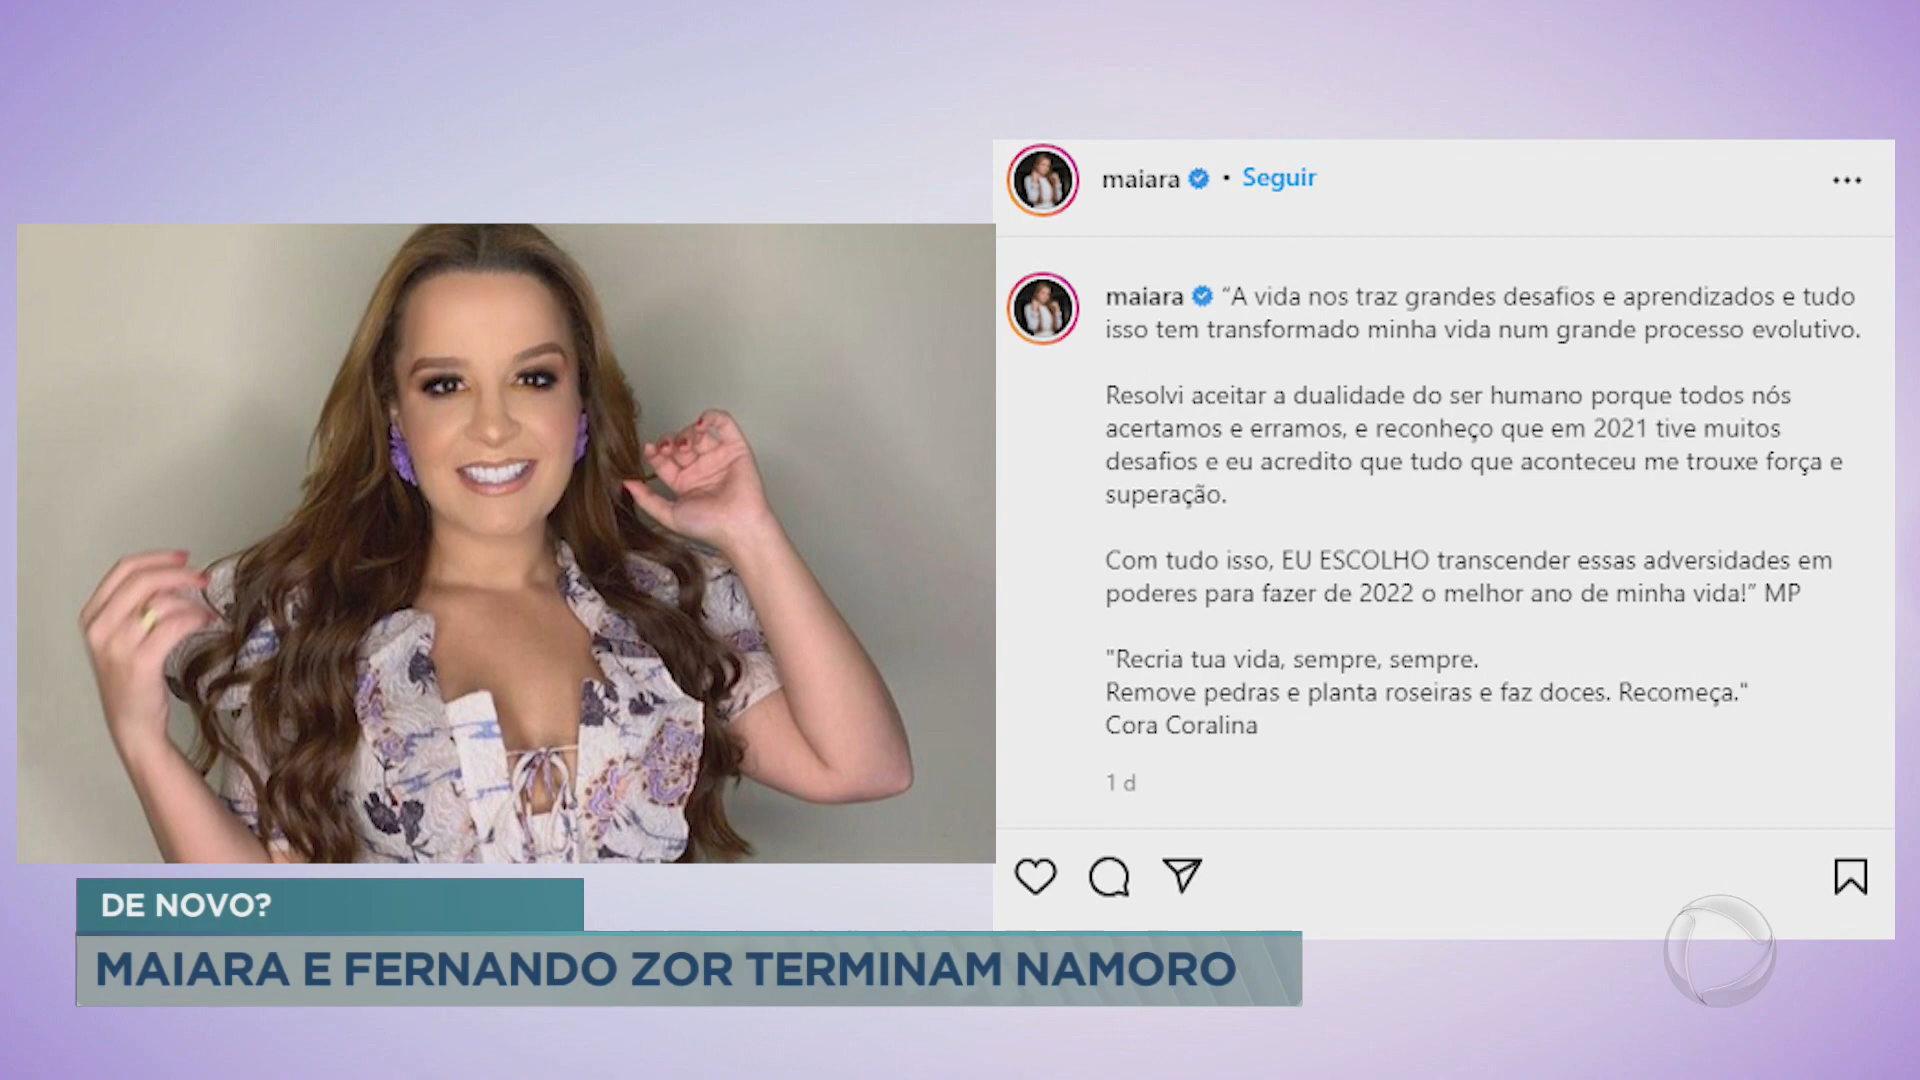 maiara • Seguir
maiara “A vida nos traz grandes desafios e aprendizados e tudo
isso tem transformado minha vida num grande processo evolutivo.
Resolvi aceitar a dualidade do ser humano porque todos nós
acertamos e erramos, e reconheço que em 2021 tive muitos
desafios e eu acredito que tudo que aconteceu me trouxe força e
superação.
Com tudo isso, EU ESCOLHO transcender essas adversidades em
poderes para fazer de 2022 o melhor ano de minha vida!” MP
"Recria tua vida, sempre, sempre.
Remove pedras e planta roseiras e faz doces. Recomeça."
Cora Coralina
1 d
DE NOVO?
MAIARA E FERNANDO ZOR TERMINAM NAMORO